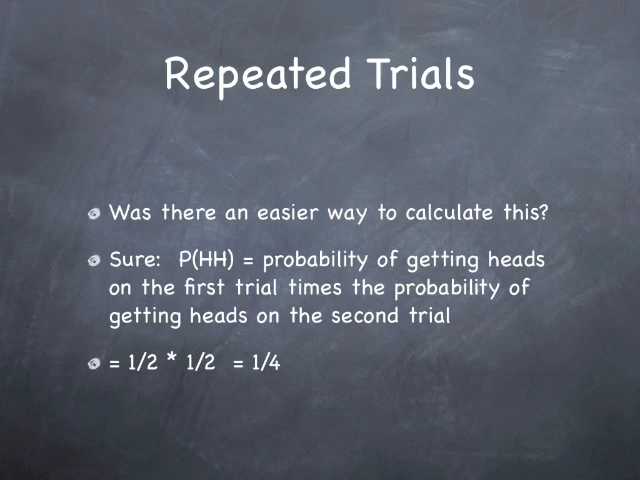 Repeated Trials
Was there an easier way to calculate this?
Sure:  P(HH) = probability of getting heads
on the first trial times the probability of
getting heads on the second trial
= 1/2 * 1/2  = 1/4